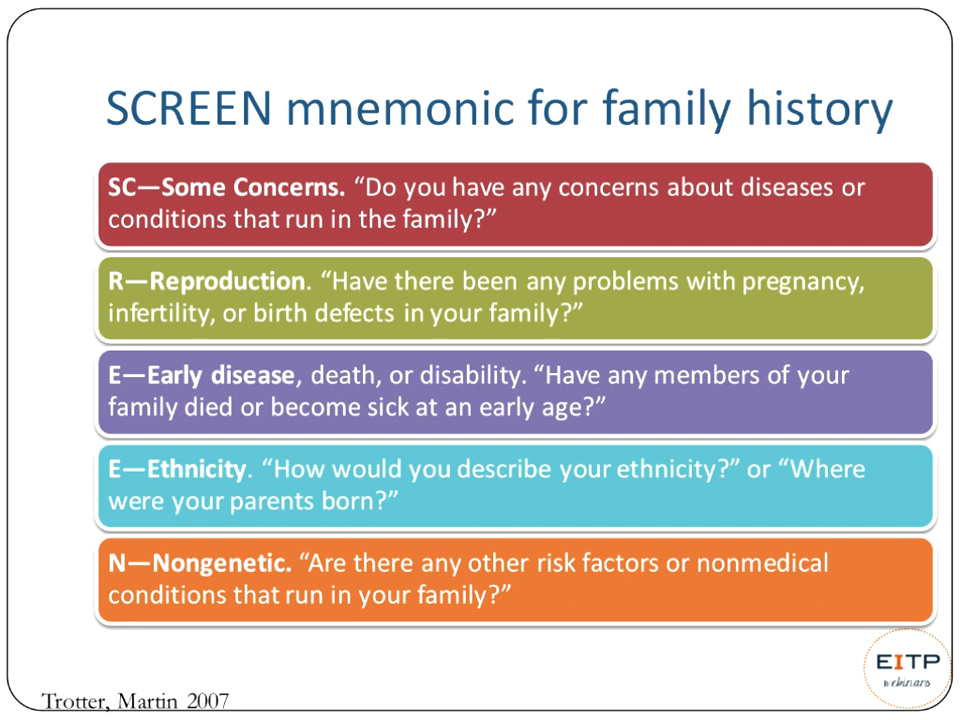 SCREEN mnemonic for family history
SC—Some Concerns. “Do you have any concerns about diseases or
conditions that run in the family?”
R—Reproduction. “Have there been any problems with pregnancy,
infertility, or birth defects in your family?”
E—Early disease, death, or disability. “Have any members of your
family died or become sick at an early age?”
E—Ethnicity. “How would you describe your ethnicity?” or “Where
were your parents born?”
N—Nongenetic. “Are there any other risk factors or nonmedical
conditions that run in your family?”
EITP
webinars
Trotter, Martin 2007